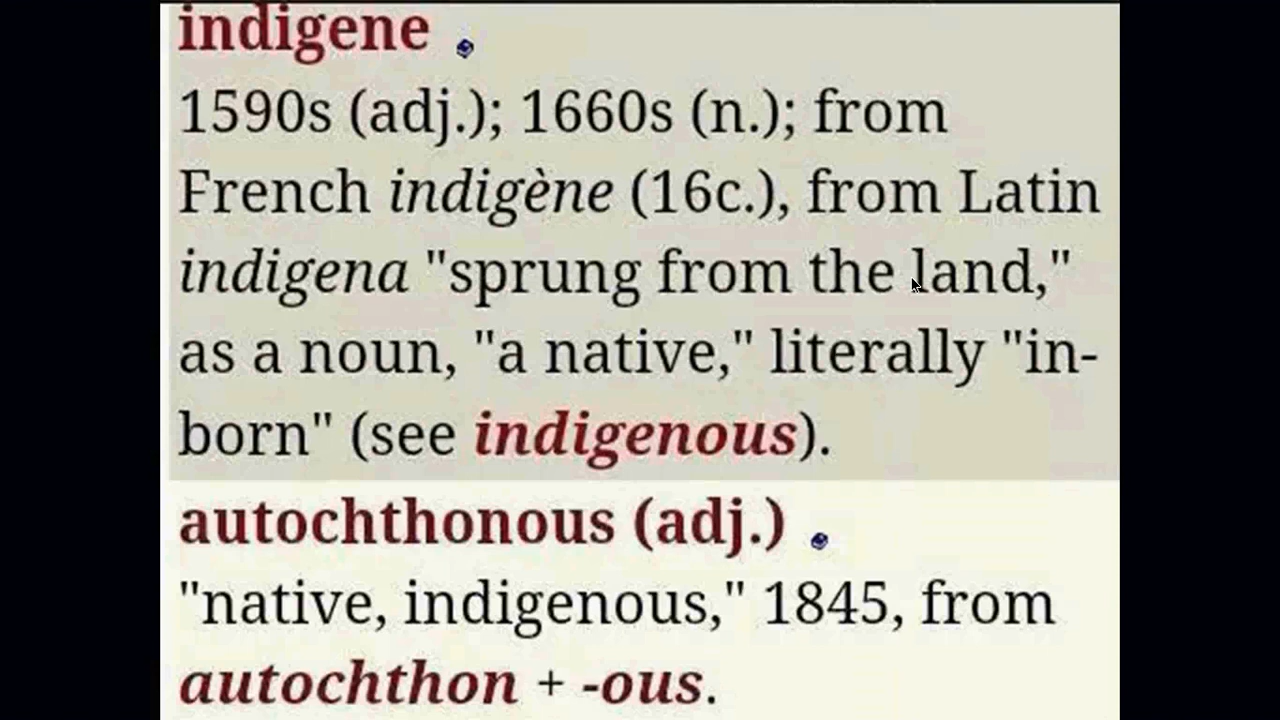 indigene
1590s (adj.); 1660s (n.); from
French indigène (16c.), from Latin
indigena "sprung from the land,"
as a noun, "a native," literally "in-
born" (see indigenous).
autochthonous (adj.)
"native, indigenous," 1845, from
autochthon + -ous.